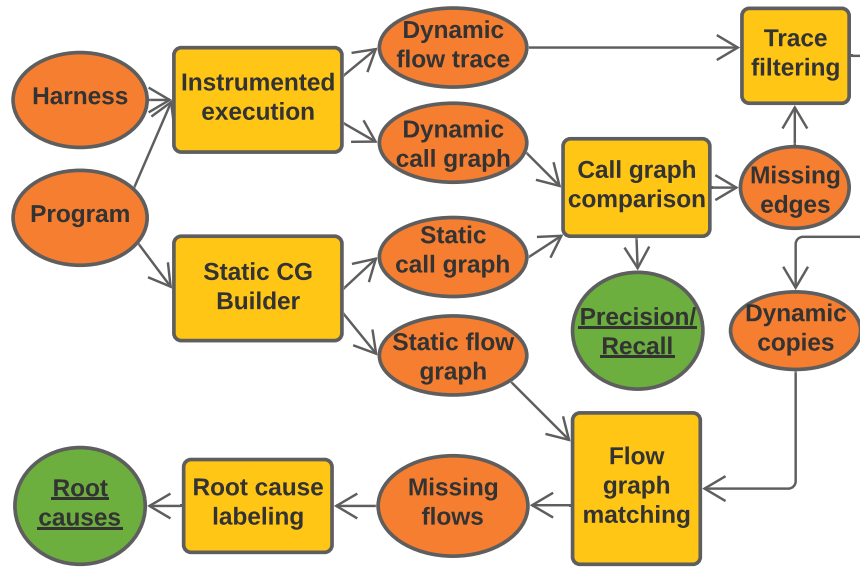 Dynamic
flow trace
Trace
filtering
Harness
Instrumented
execution
Dynamic
call graph
Call graph
comparison
Missing
edges
Program
Static
call graph
Static CG
Builder
Precision/
Recall
Dynamic
copies
Static flow
graph
Flow
graph
matching
Missing
flows
Root cause
labeling
Root
causes